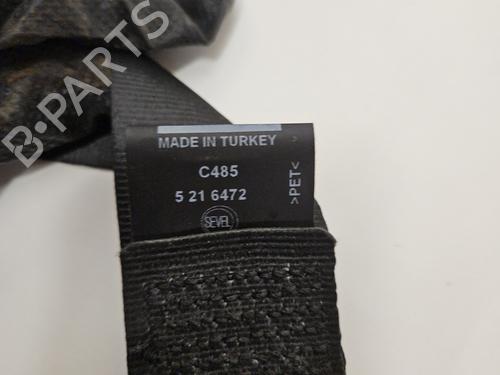 B-PARTS
MADE IN TURKEY
C485
5 21 6472
SEVEL
>PET<